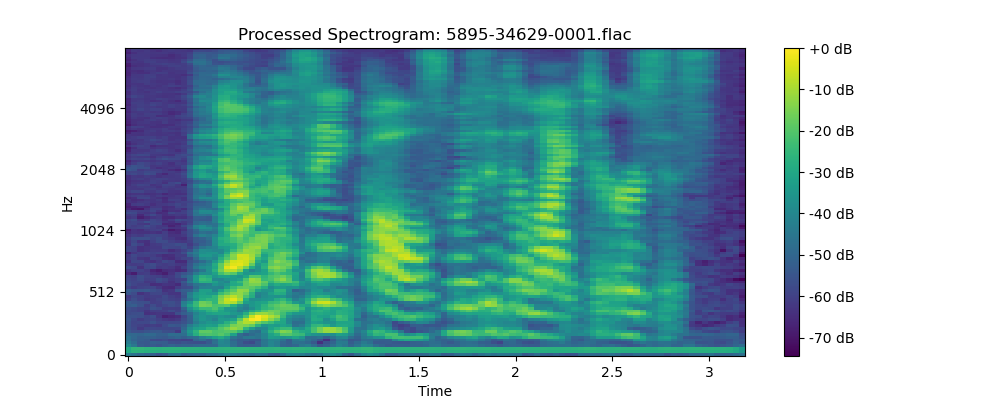 Processed Spectrogram: 5895-34629-0001.flac
Hz
4096
2048
1024
512
0
0 0.5 1 1.5 2 2.5 3
Time
+0 dB
-10 dB
-20 dB
-30 dB
-40 dB
-50 dB
-60 dB
-70 dB